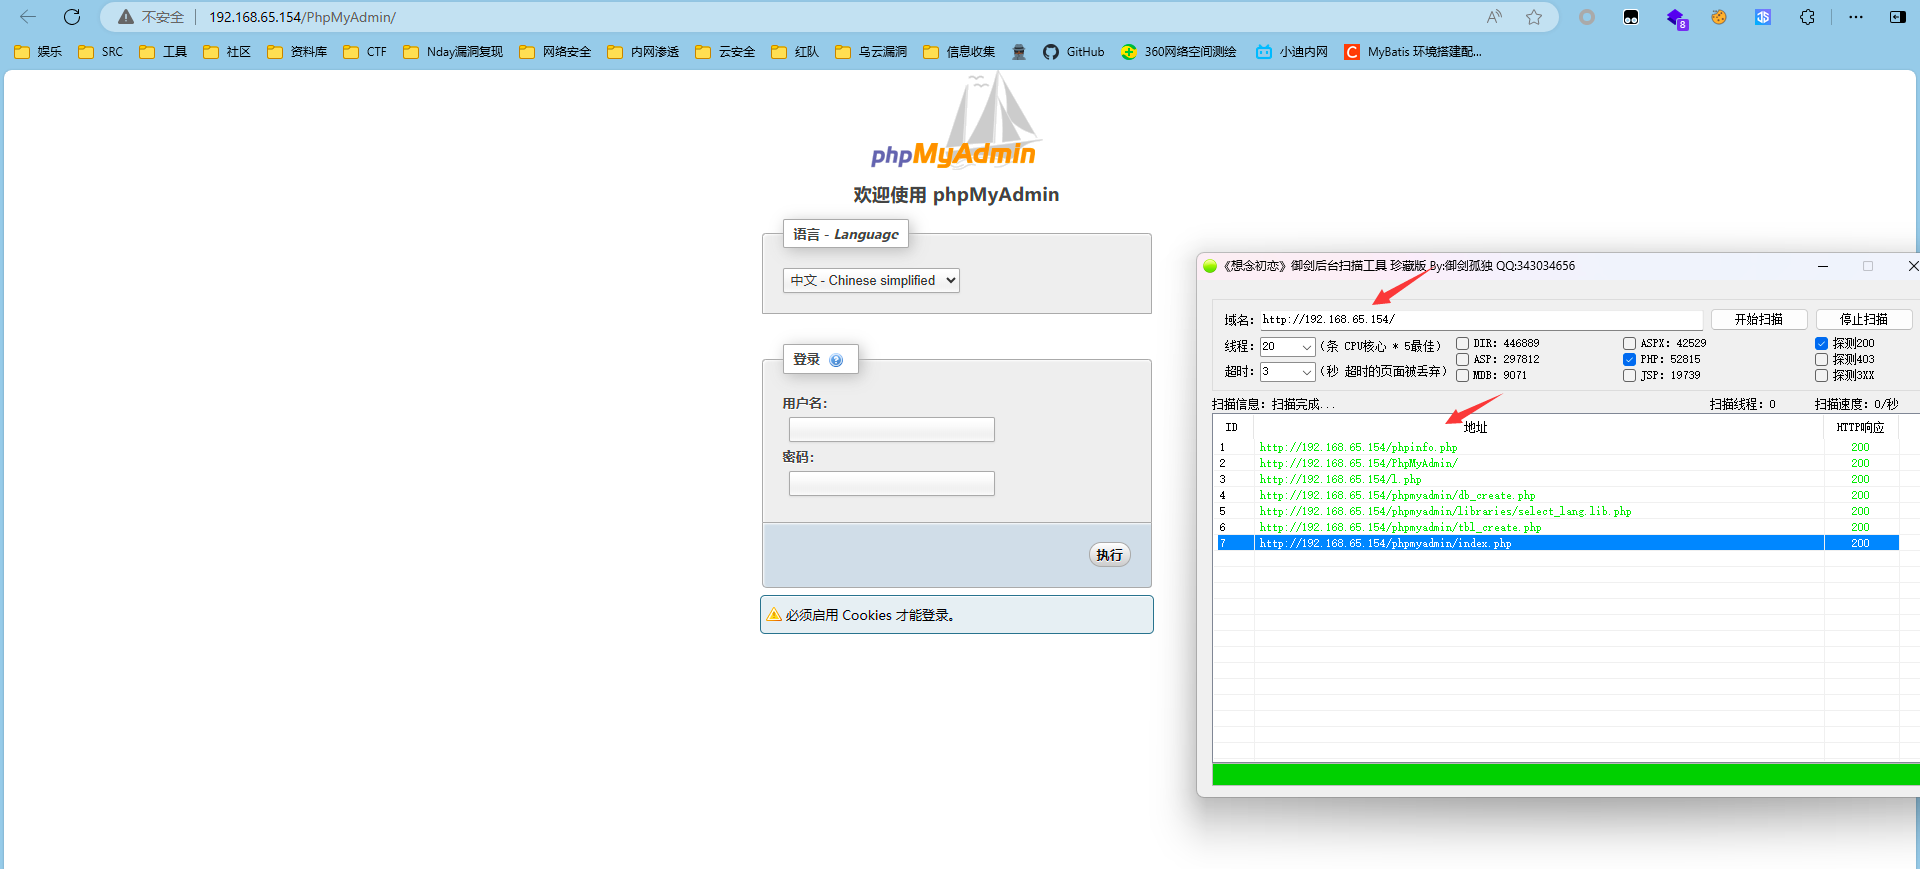 不安全 192.168.65.154/PhpMyAdmin/
娱乐 SRC 工具 社区 资料库 CTF Nday漏洞复现 网络安全 内网渗透 云安全 红队 乌云漏洞 信息收集 GitHub 360网络空间测绘 小迪内网 MyBatis 环境搭建配...
phpMyAdmin
欢迎使用 phpMyAdmin
语言 - Language
中文 - Chinese simplified
登录
用户名:
密码:
执行
必须启用 Cookies 才能登录。
《想念初恋》御剑后台扫描工具 珍藏版 By:御剑孤独 QQ:343034656
域名: http://192.168.65.154/ 开始扫描 停止扫描
线程: 20 (条 CPU核心 * 5最佳) DIR: 446889 ASPX: 42529 探测200
ASP: 297812 PHP: 52815 探测403
超时: 3 (秒 超时的页面被丢弃) MDB: 9071 JSP: 19739 探测3XX
扫描信息: 扫描完成... 扫描线程: 0 扫描速度: 0/秒
ID 地址 HTTP响应
1 http://192.168.65.154/phpinfo.php 200
2 http://192.168.65.154/PhpMyAdmin/ 200
3 http://192.168.65.154/l.php 200
4 http://192.168.65.154/phpmyadmin/db_create.php 200
5 http://192.168.65.154/phpmyadmin/libraries/select_lang.lib.php 200
6 http://192.168.65.154/phpmyadmin/tbl_create.php 200
7 http://192.168.65.154/phpmyadmin/index.php 200